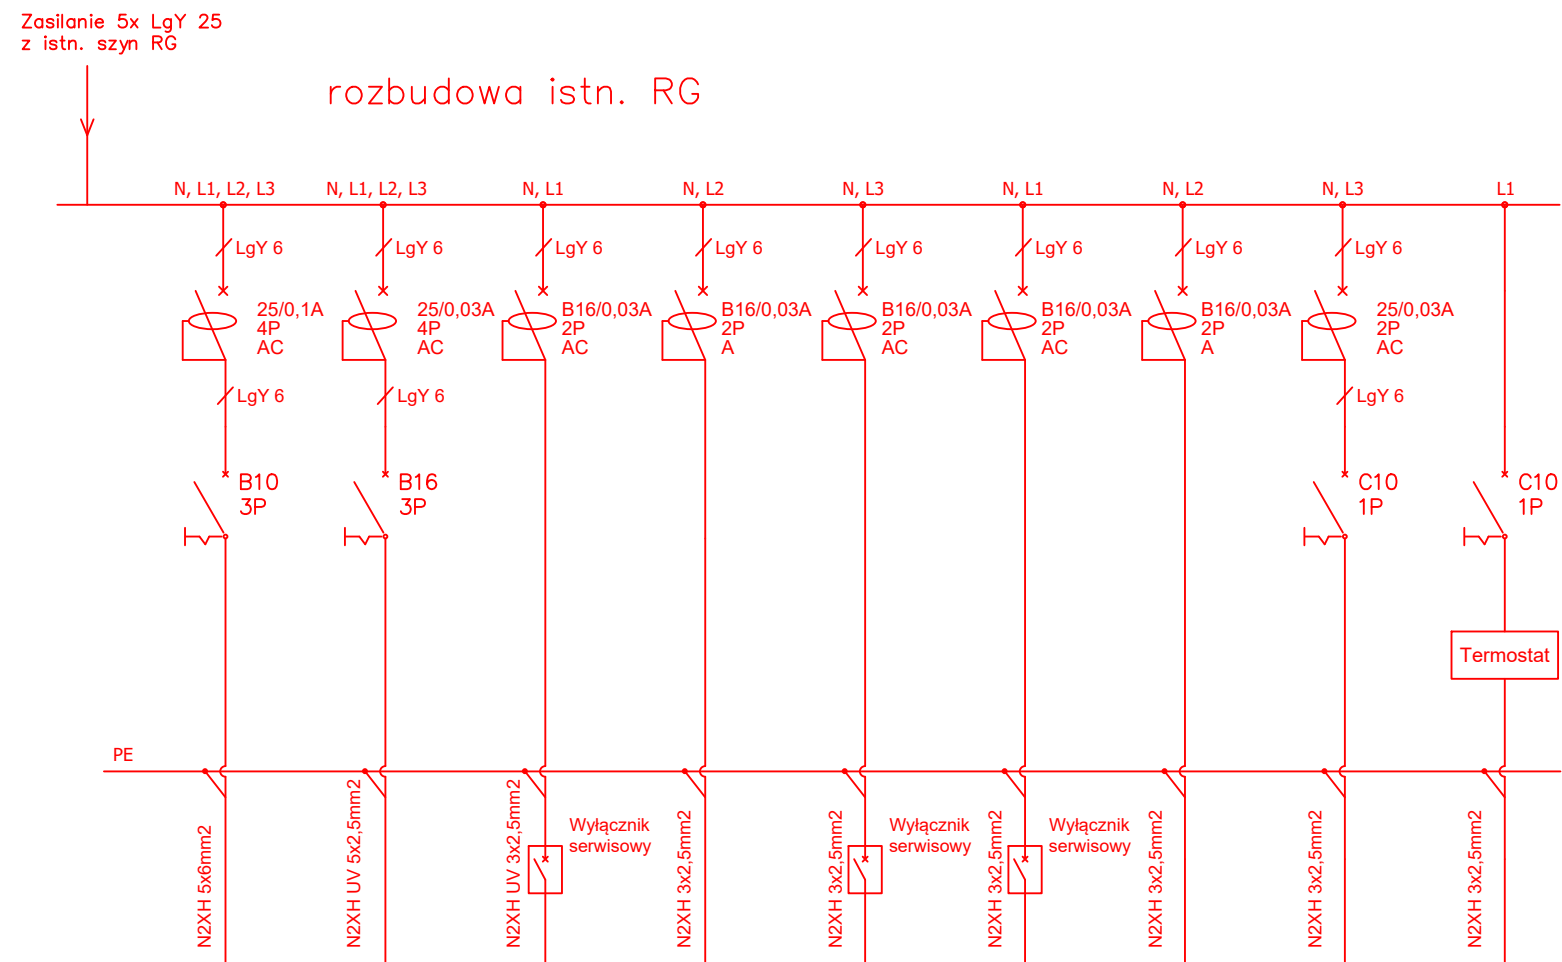 Zasilanie 5x LgY 25
z istn. szyn RG
rozbudowa istn. RG
N, L1, L2, L3
N, L1, L2, L3
N, L1
N, L2
N, L3
N, L1
N, L2
N, L3
L1
LgY 6
LgY 6
LgY 6
LgY 6
LgY 6
LgY 6
LgY 6
LgY 6
25/0,1A
4P
AC
25/0,03A
4P
AC
B16/0,03A
2P
AC
B16/0,03A
2P
A
B16/0,03A
2P
AC
B16/0,03A
2P
AC
B16/0,03A
2P
A
25/0,03A
2P
AC
LgY 6
LgY 6
LgY 6
B10
3P
B16
3P
C10
1P
C10
1P
Termostat
PE
N2XH 5x6mm2
N2XH UV 5x2,5mm2
N2XH UV 3x2,5mm2
Wyłącznik
serwisowy
N2XH 3x2,5mm2
N2XH 3x2,5mm2
Wyłącznik
serwisowy
N2XH 3x2,5mm2
Wyłącznik
serwisowy
N2XH 3x2,5mm2
N2XH 3x2,5mm2
N2XH 3x2,5mm2